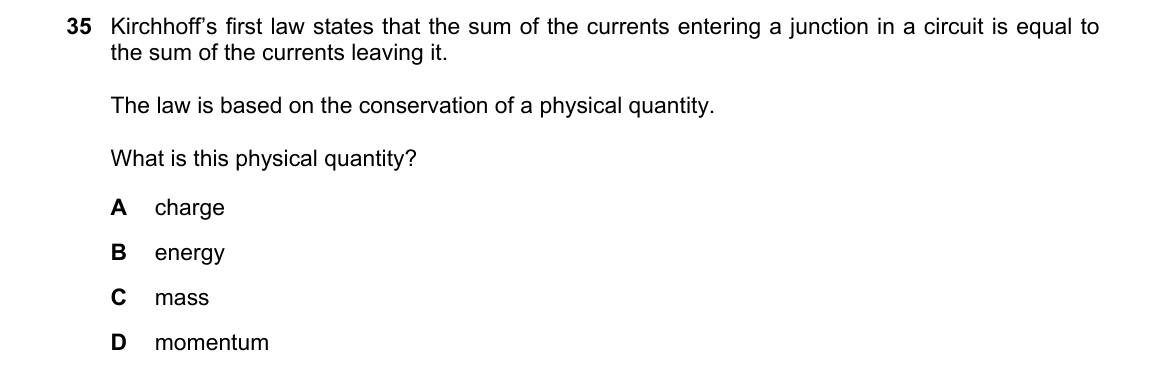 35 Kirchhoff’s first law states that the sum of the currents entering a junction in a circuit is equal to
the sum of the currents leaving it.
The law is based on the conservation of a physical quantity.
What is this physical quantity?
A charge
B energy
C mass
D momentum